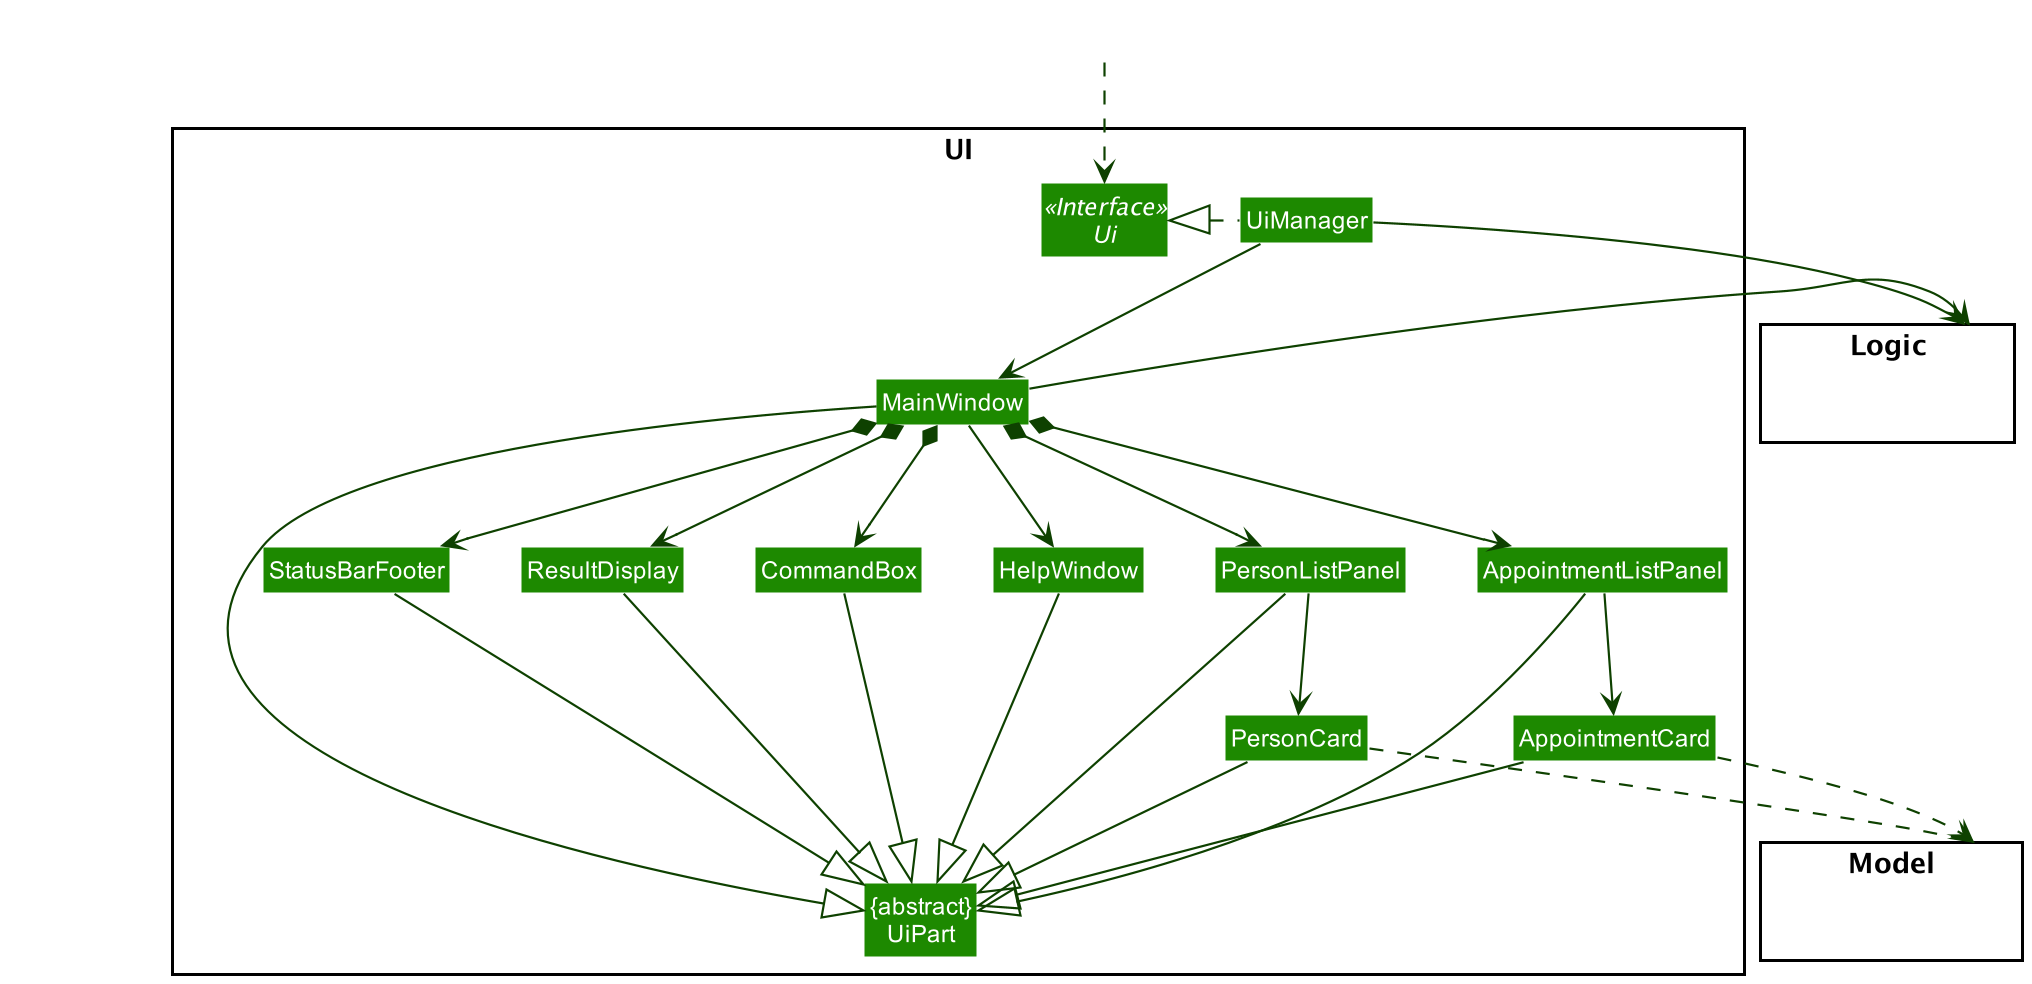 UI
«Interface»
Ui
UiManager
Logic
MainWindow
StatusBarFooter
ResultDisplay
CommandBox
HelpWindow
PersonListPanel
AppointmentListPanel
PersonCard
AppointmentCard
Model
{abstract}
UiPart